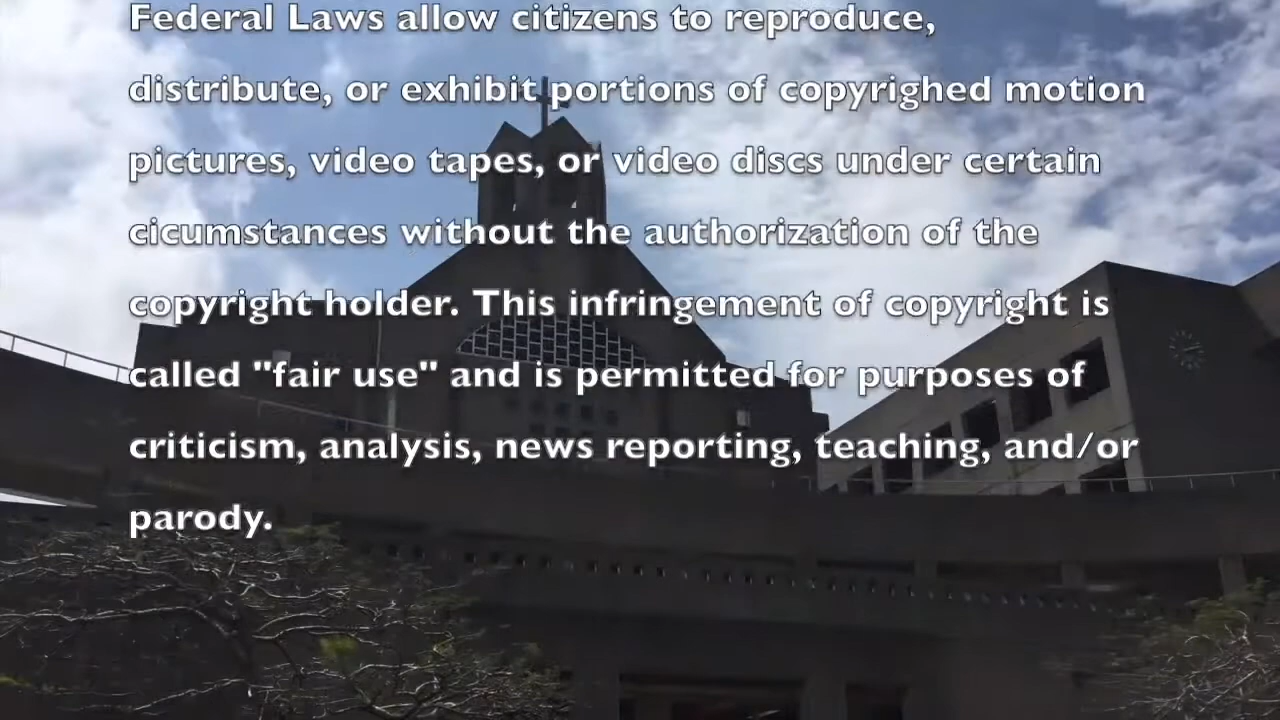 Federal Laws allow citizens to reproduce,
distribute, or exhibit portions of copyrighed motion
pictures, video tapes, or video discs under certain
cicumstances without the authorization of the
copyright holder. This infringement of copyright is
called "fair use" and is permitted for purposes of
criticism, analysis, news reporting, teaching, and/or
parody.